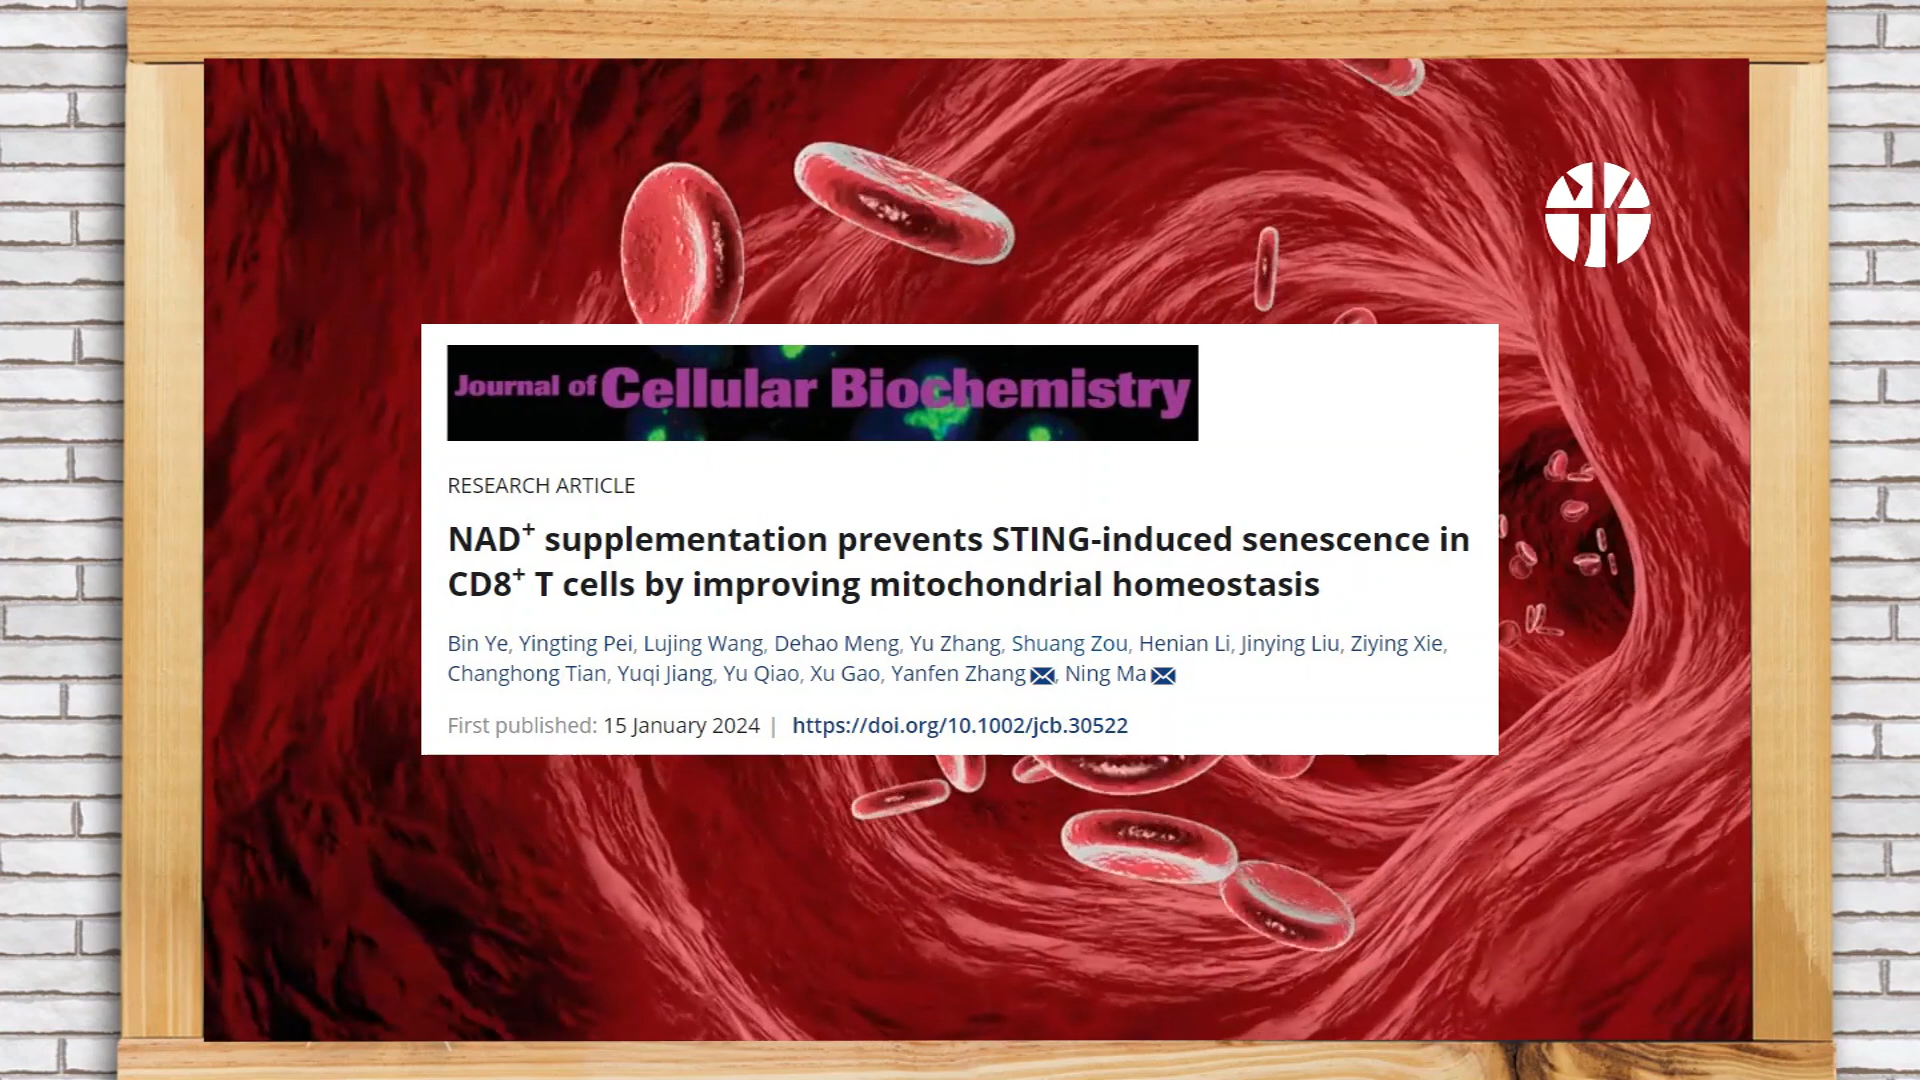 Journal of Cellular Biochemistry
RESEARCH ARTICLE
NAD⁺ supplementation prevents STING-induced senescence in
CD8⁺ T cells by improving mitochondrial homeostasis
Bin Ye, Yingting Pei, Lujing Wang, Dehao Meng, Yu Zhang, Shuang Zou, Henian Li, Jinying Liu, Ziying Xie,
Changhong Tian, Yuqi Jiang, Yu Qiao, Xu Gao, Yanfen Zhang, Ning Ma
First published: 15 January 2024 | https://doi.org/10.1002/jcb.30522